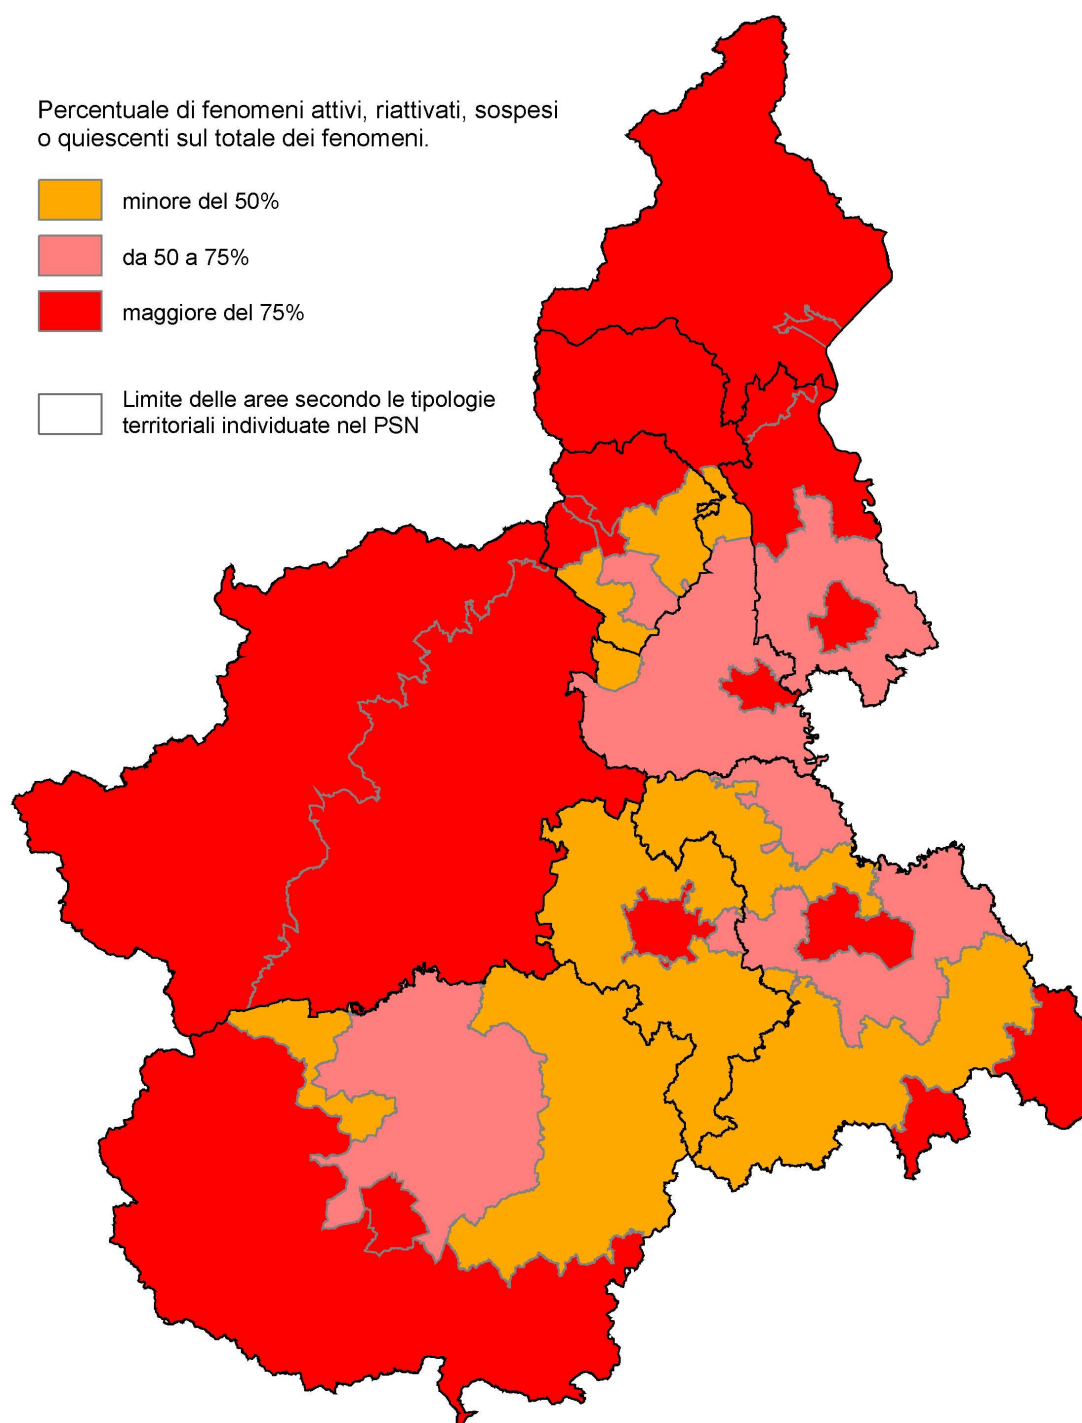 Percentuale di fenomeni attivi, riattivati, sospesi
o quiescenti sul totale dei fenomeni.
minore del 50%
da 50 a 75%
maggiore del 75%
Limite delle aree secondo le tipologie
territoriali individuate nel PSN